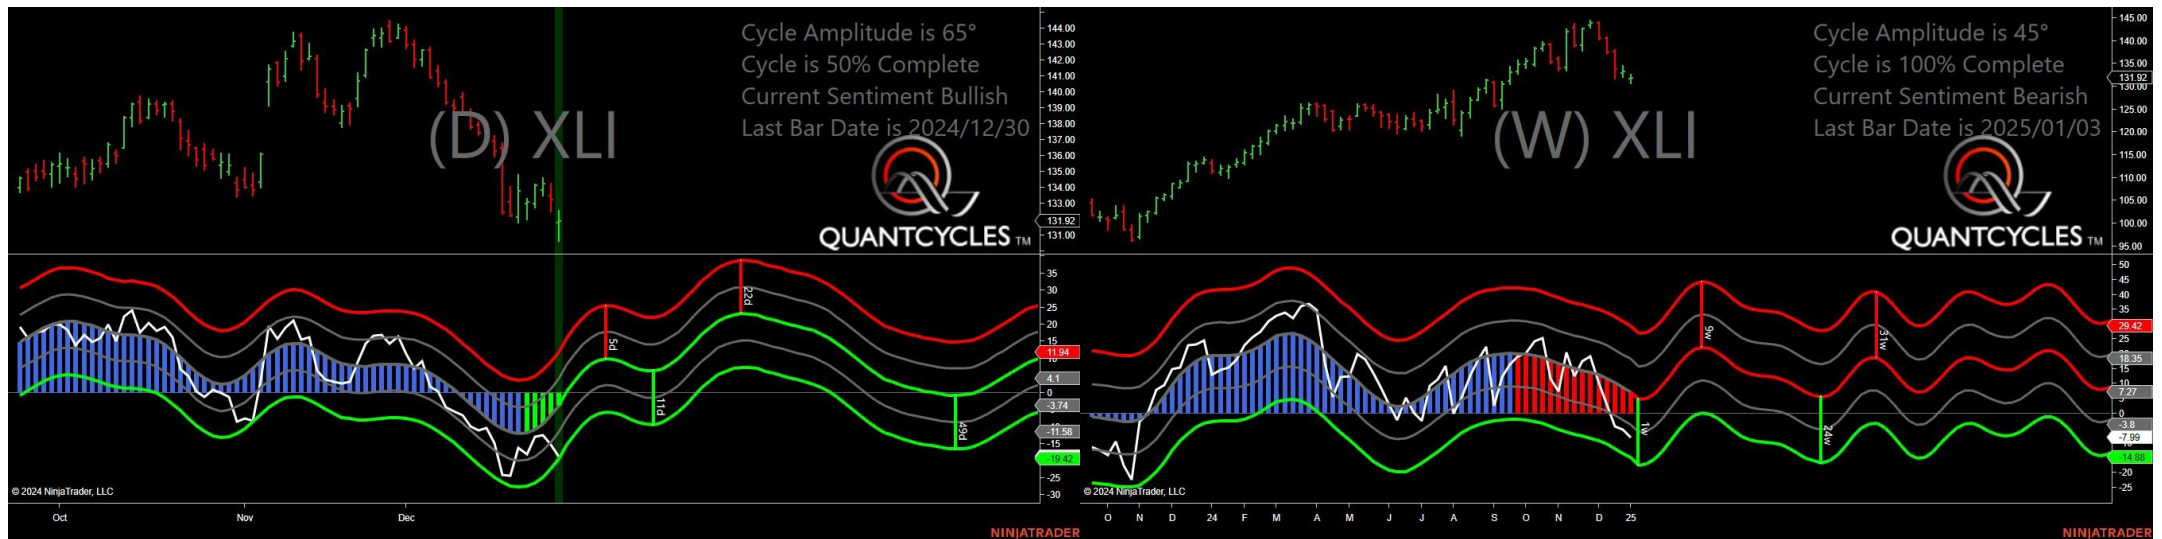 Cycle Amplitude is 65°
Cycle is 50% Complete
Current Sentiment Bullish
Last Bar Date is 2024/12/30
(D) XLI
QUANTCYCLES TM
144.00
143.00
142.00
141.00
140.00
139.00
138.00
137.00
136.00
135.00
134.00
133.00
131.92
131.00
35
30
25
20
15
11.94
4.1
0
-3.74
-11.58
-15
-19.42
-25
-30
5d
11d
22d
49d
© 2024 NinjaTrader, LLC
Oct Nov Dec
NINJATRADER
Cycle Amplitude is 45°
Cycle is 100% Complete
Current Sentiment Bearish
Last Bar Date is 2025/01/03
(W) XLI
QUANTCYCLES TM
145.00
140.00
135.00
131.92
130.00
125.00
120.00
115.00
110.00
105.00
100.00
95.00
50
45
40
35
29.42
25
18.35
15
10
7.27
0
-3.8
-7.99
-14.88
-20
-25
1w
9w
24w
31w
© 2024 NinjaTrader, LLC
O N D 24 F M A M J J A S O N D 25
NINJATRADER